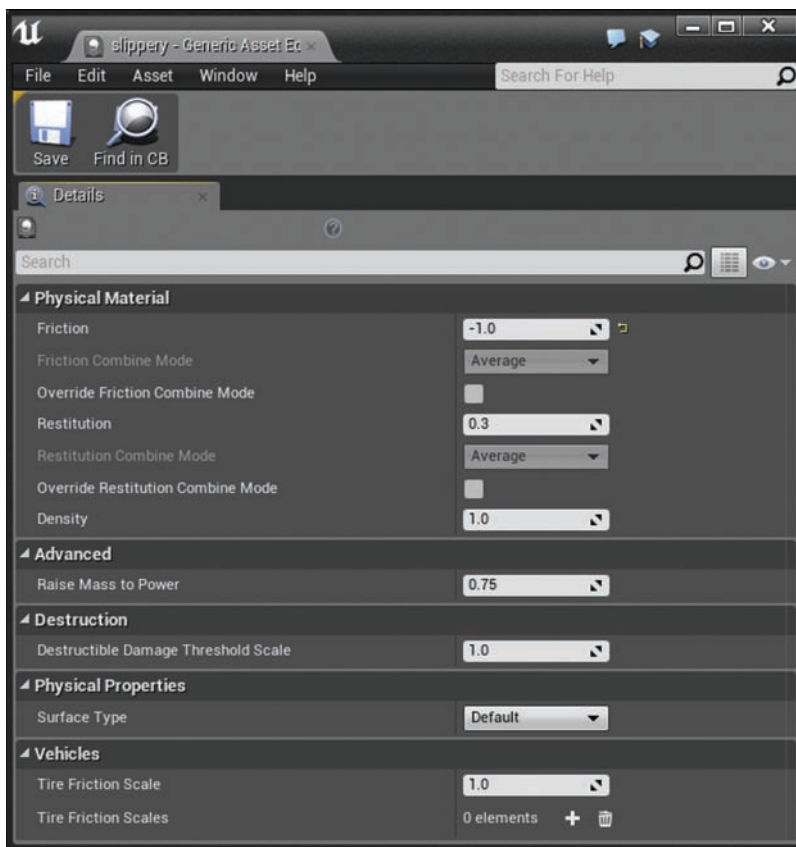 slippery - Generic Asset Ec
File Edit Asset Window Help Search For Help
Save Find in CB
Details
Search
Physical Material
Friction -1.0
Friction Combine Mode Average
Override Friction Combine Mode
Restitution 0.3
Restitution Combine Mode Average
Override Restitution Combine Mode
Density 1.0
Advanced
Raise Mass to Power 0.75
Destruction
Destructible Damage Threshold Scale 1.0
Physical Properties
Surface Type Default
Vehicles
Tire Friction Scale 1.0
Tire Friction Scales 0 elements